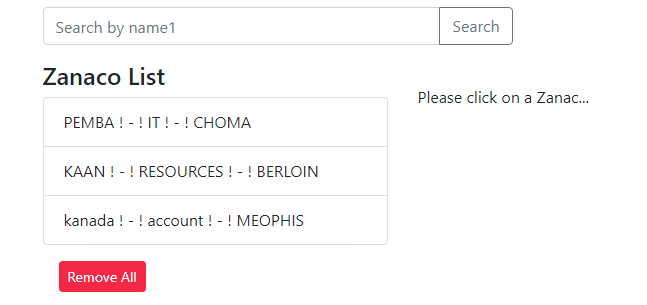 Search by name1
Search
Zanaco List
Please click on a Zanac...
PEMBA ! - ! IT ! - ! CHOMA
KAAN ! - ! RESOURCES ! - ! BERLOIN
kanada ! - ! account ! - ! MEOPHIS
Remove All